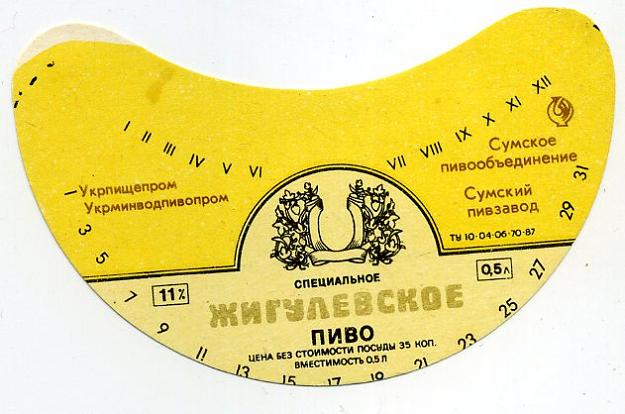 I II III IV V VI VII VIII IX X XI XII
Укрпищепром
Укрминводпивопром
Сумское
пивообъединение
Сумский
пивзавод
ТУ 10·04·06·70-87
11%
0,5л
СПЕЦИАЛЬНОЕ
ЖИГУЛЕВСКОЕ
ПИВО
ЦЕНА БЕЗ СТОИМОСТИ ПОСУДЫ 35 КОП.
ВМЕСТИМОСТЬ 0,5 Л
1 3 5 7 9 11 13 15 17 19 21 23 25 27 29 31